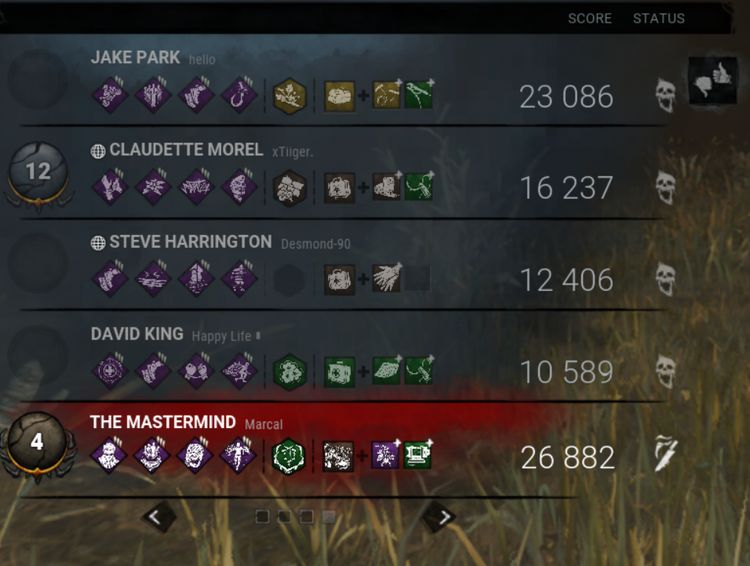 SCORE STATUS
JAKE PARK hello
23 086
12
CLAUDETTE MOREL xTiiger.
16 237
STEVE HARRINGTON Desmond-90
12 406
DAVID KING Happy Life
10 589
4
THE MASTERMIND Marcal
26 882